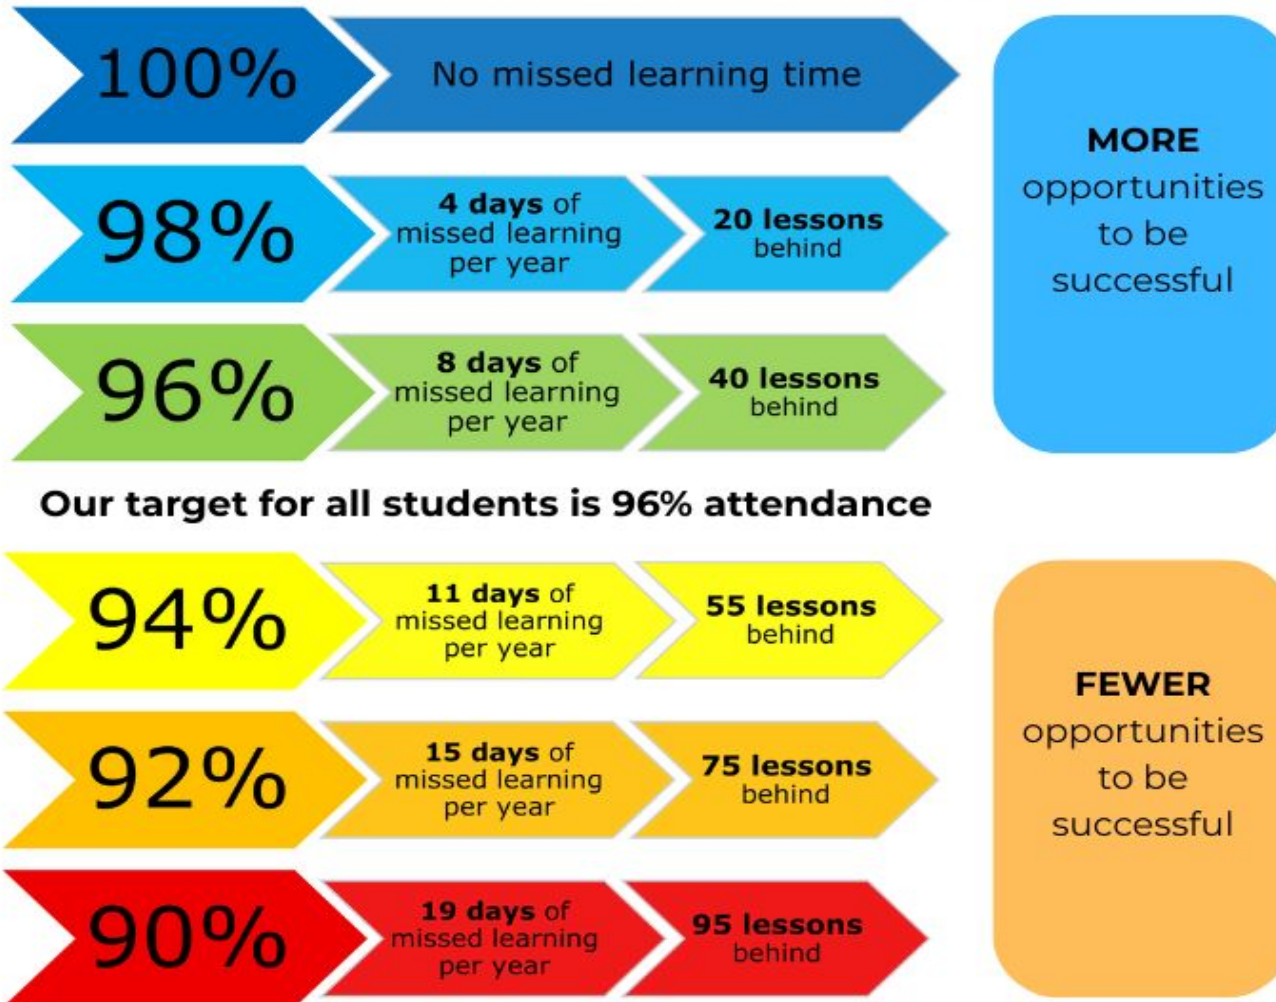 100%
No missed learning time
98%
4 days of
missed learning
per year
20 lessons
behind
96%
8 days of
missed learning
per year
40 lessons
behind
MORE
opportunities
to be
successful
Our target for all students is 96% attendance
94%
11 days of
missed learning
per year
55 lessons
behind
92%
15 days of
missed learning
per year
75 lessons
behind
90%
19 days of
missed learning
per year
95 lessons
behind
FEWER
opportunities
to be
successful